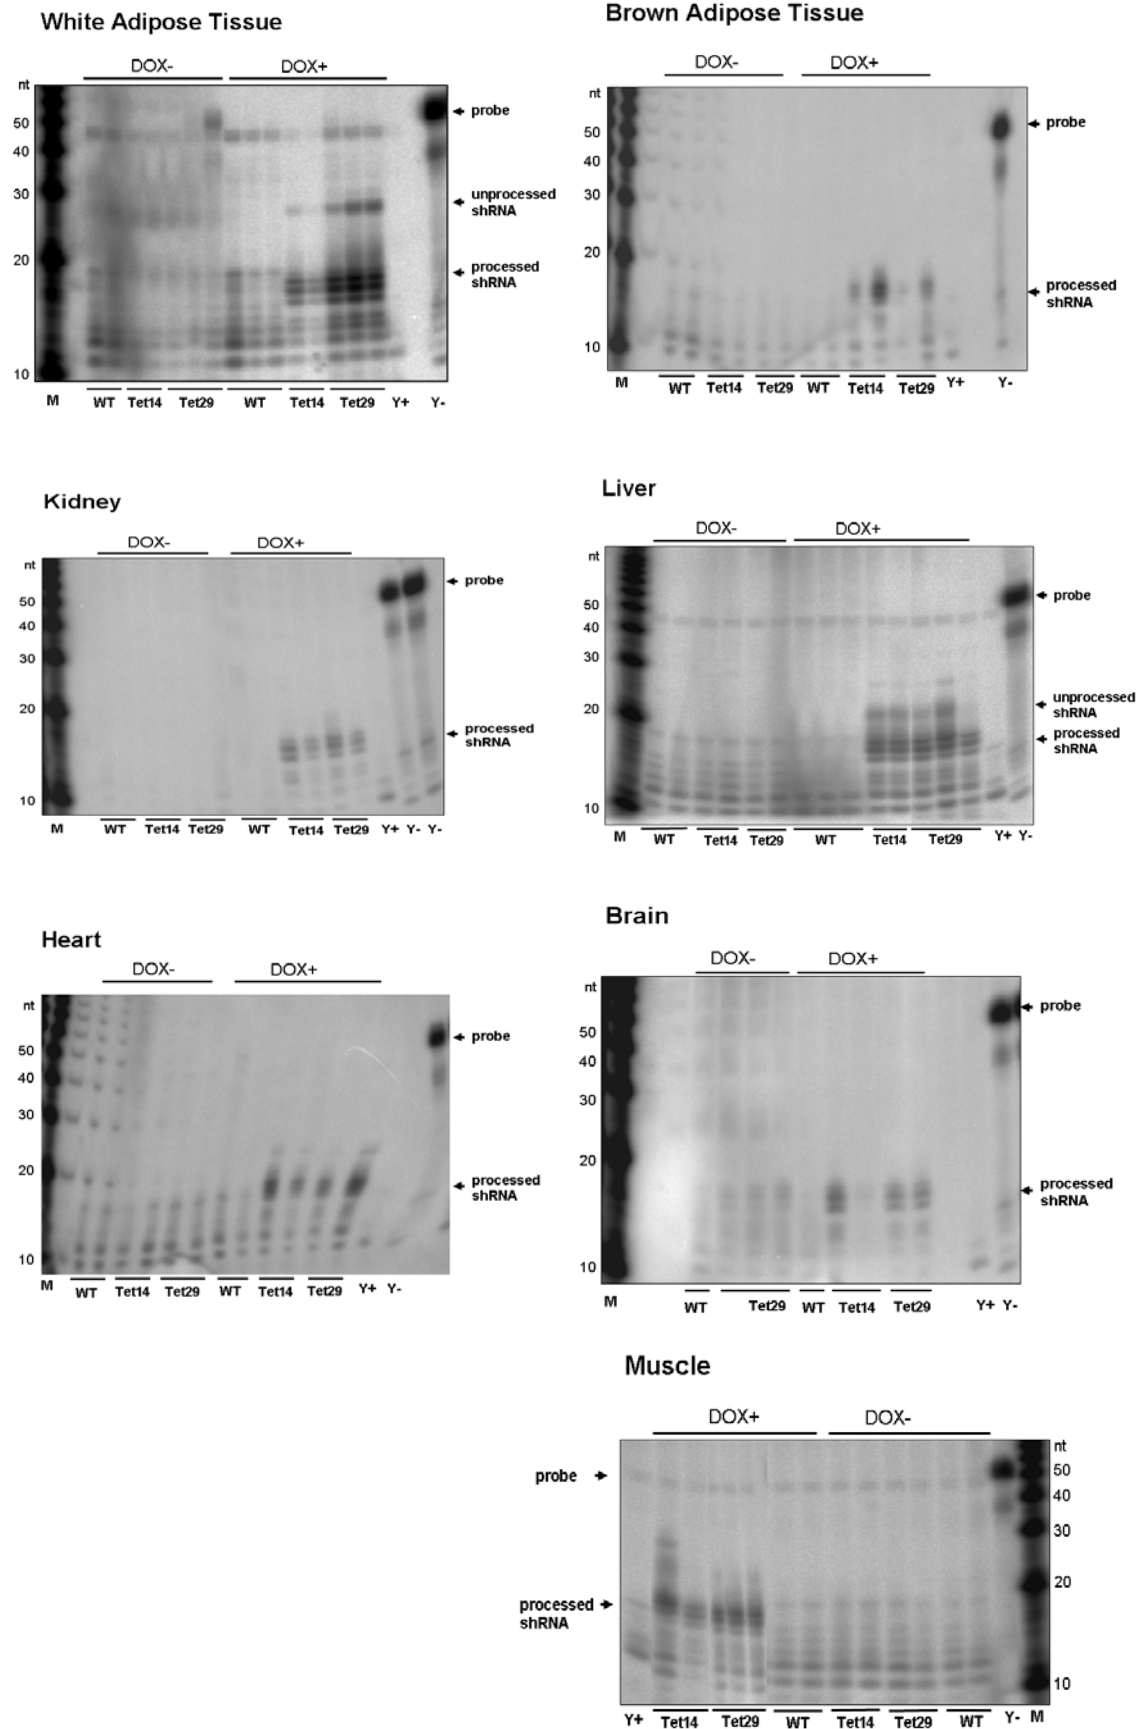 White Adipose Tissue
DOX-
DOX+
nt
50
40
30
20
10
probe
unprocessed
shRNA
processed
shRNA
M
WT
Tet14
Tet29
WT
Tet14
Tet29
Y+
Y-
Brown Adipose Tissue
DOX-
DOX+
nt
50
40
30
20
10
probe
processed
shRNA
M
WT
Tet14
Tet29
WT
Tet14
Tet29
Y+
Y-
Kidney
DOX-
DOX+
nt
50
40
30
20
10
probe
processed
shRNA
M
WT
Tet14
Tet29
WT
Tet14
Tet29
Y+
Y-
Y-
Liver
DOX-
DOX+
nt
50
40
30
20
10
probe
unprocessed
shRNA
processed
shRNA
M
WT
Tet14
Tet29
WT
Tet14
Tet29
Y+
Y-
Heart
DOX-
DOX+
nt
50
40
30
20
10
probe
processed
shRNA
M
WT
Tet14
Tet29
WT
Tet14
Tet29
Y+
Y-
Brain
DOX-
DOX+
nt
50
40
30
20
10
probe
processed
shRNA
M
WT
Tet29
WT
Tet14
Tet29
Y+
Y-
Muscle
DOX+
DOX-
probe
processed
shRNA
nt
50
40
30
20
10
Y+
Tet14
Tet29
WT
Tet14
Tet29
WT
Y-
M